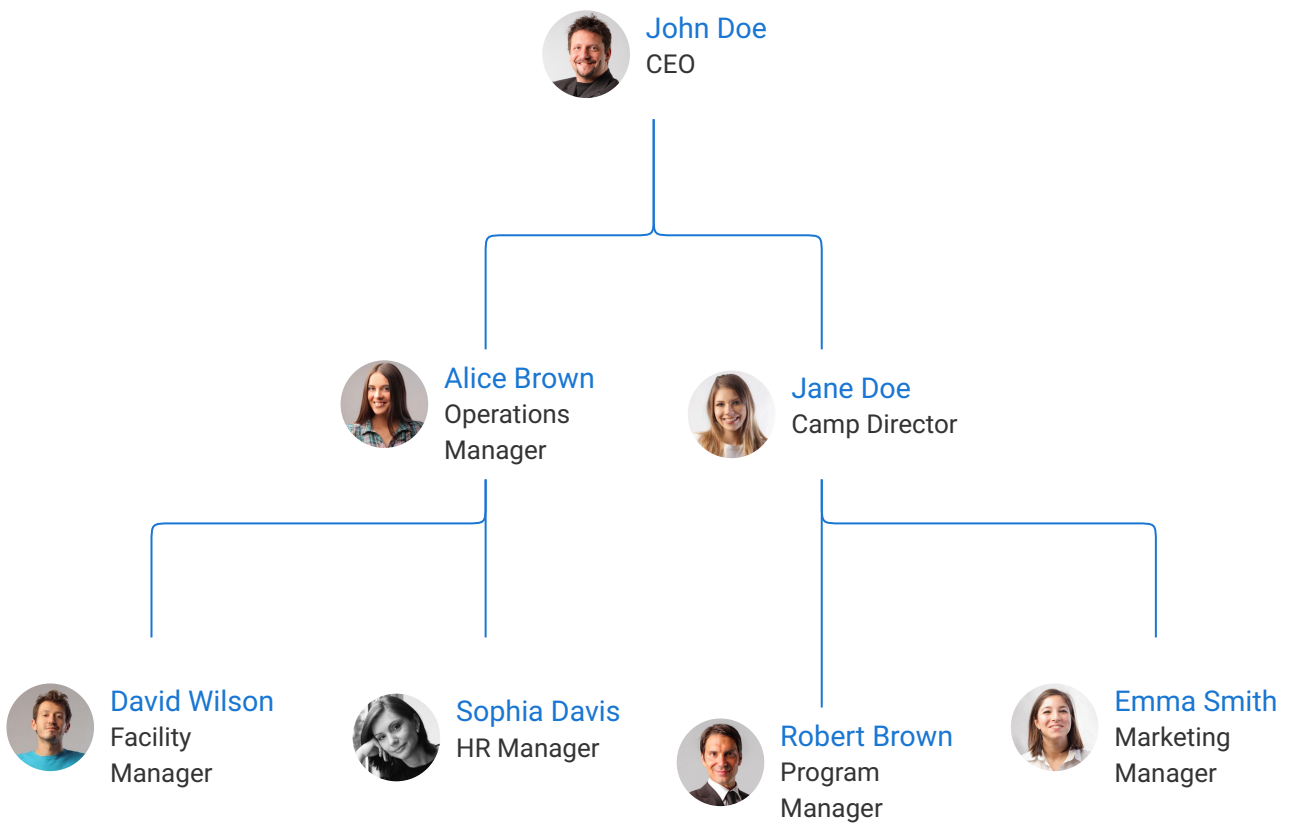 John Doe
CEO
Alice Brown
Operations
Manager
Jane Doe
Camp Director
David Wilson
Facility
Manager
Sophia Davis
HR Manager
Robert Brown
Program
Manager
Emma Smith
Marketing
Manager